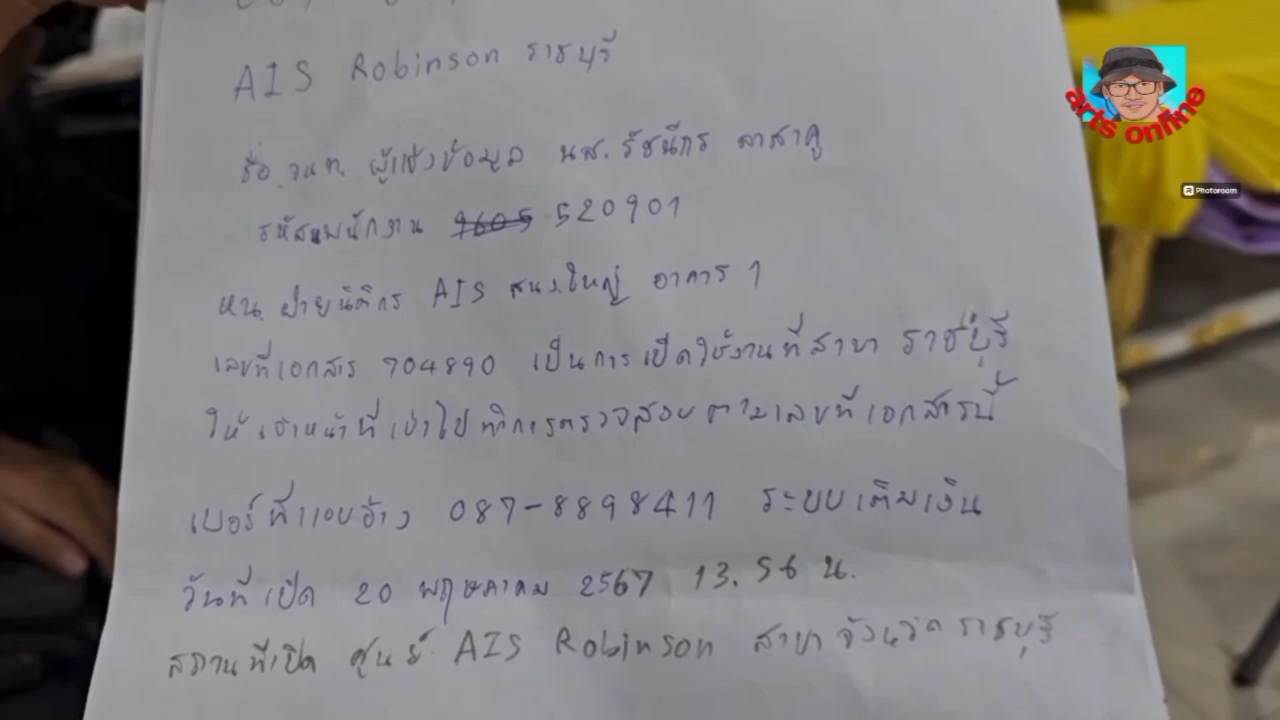 AIS Robinson ราชบุรี
ชื่อ จนท. ผู้แจ้งข้อมูล นส. รัชนีกร ลาสาคู
รหัสพนักงาน 520901
หน. ฝ่ายนิติกร AIS สนง.ใหญ่ อาคาร 1
เลขที่เอกสาร 704890 เป็นการเปิดใช้งานที่สาขา ราชบุรี
ให้เจ้าหน้าที่เข้าไปทำการตรวจสอบตามเลขที่เอกสารนี้
เบอร์ที่แอบอ้าง 087-8898411 ระบบเติมเงิน
วันที่เปิด 20 พฤษภาคม 2567 13.56 น.
สถานที่เปิด ศูนย์ AIS Robinson สาขาจังหวัดราชบุรี
arts online
Photoroom